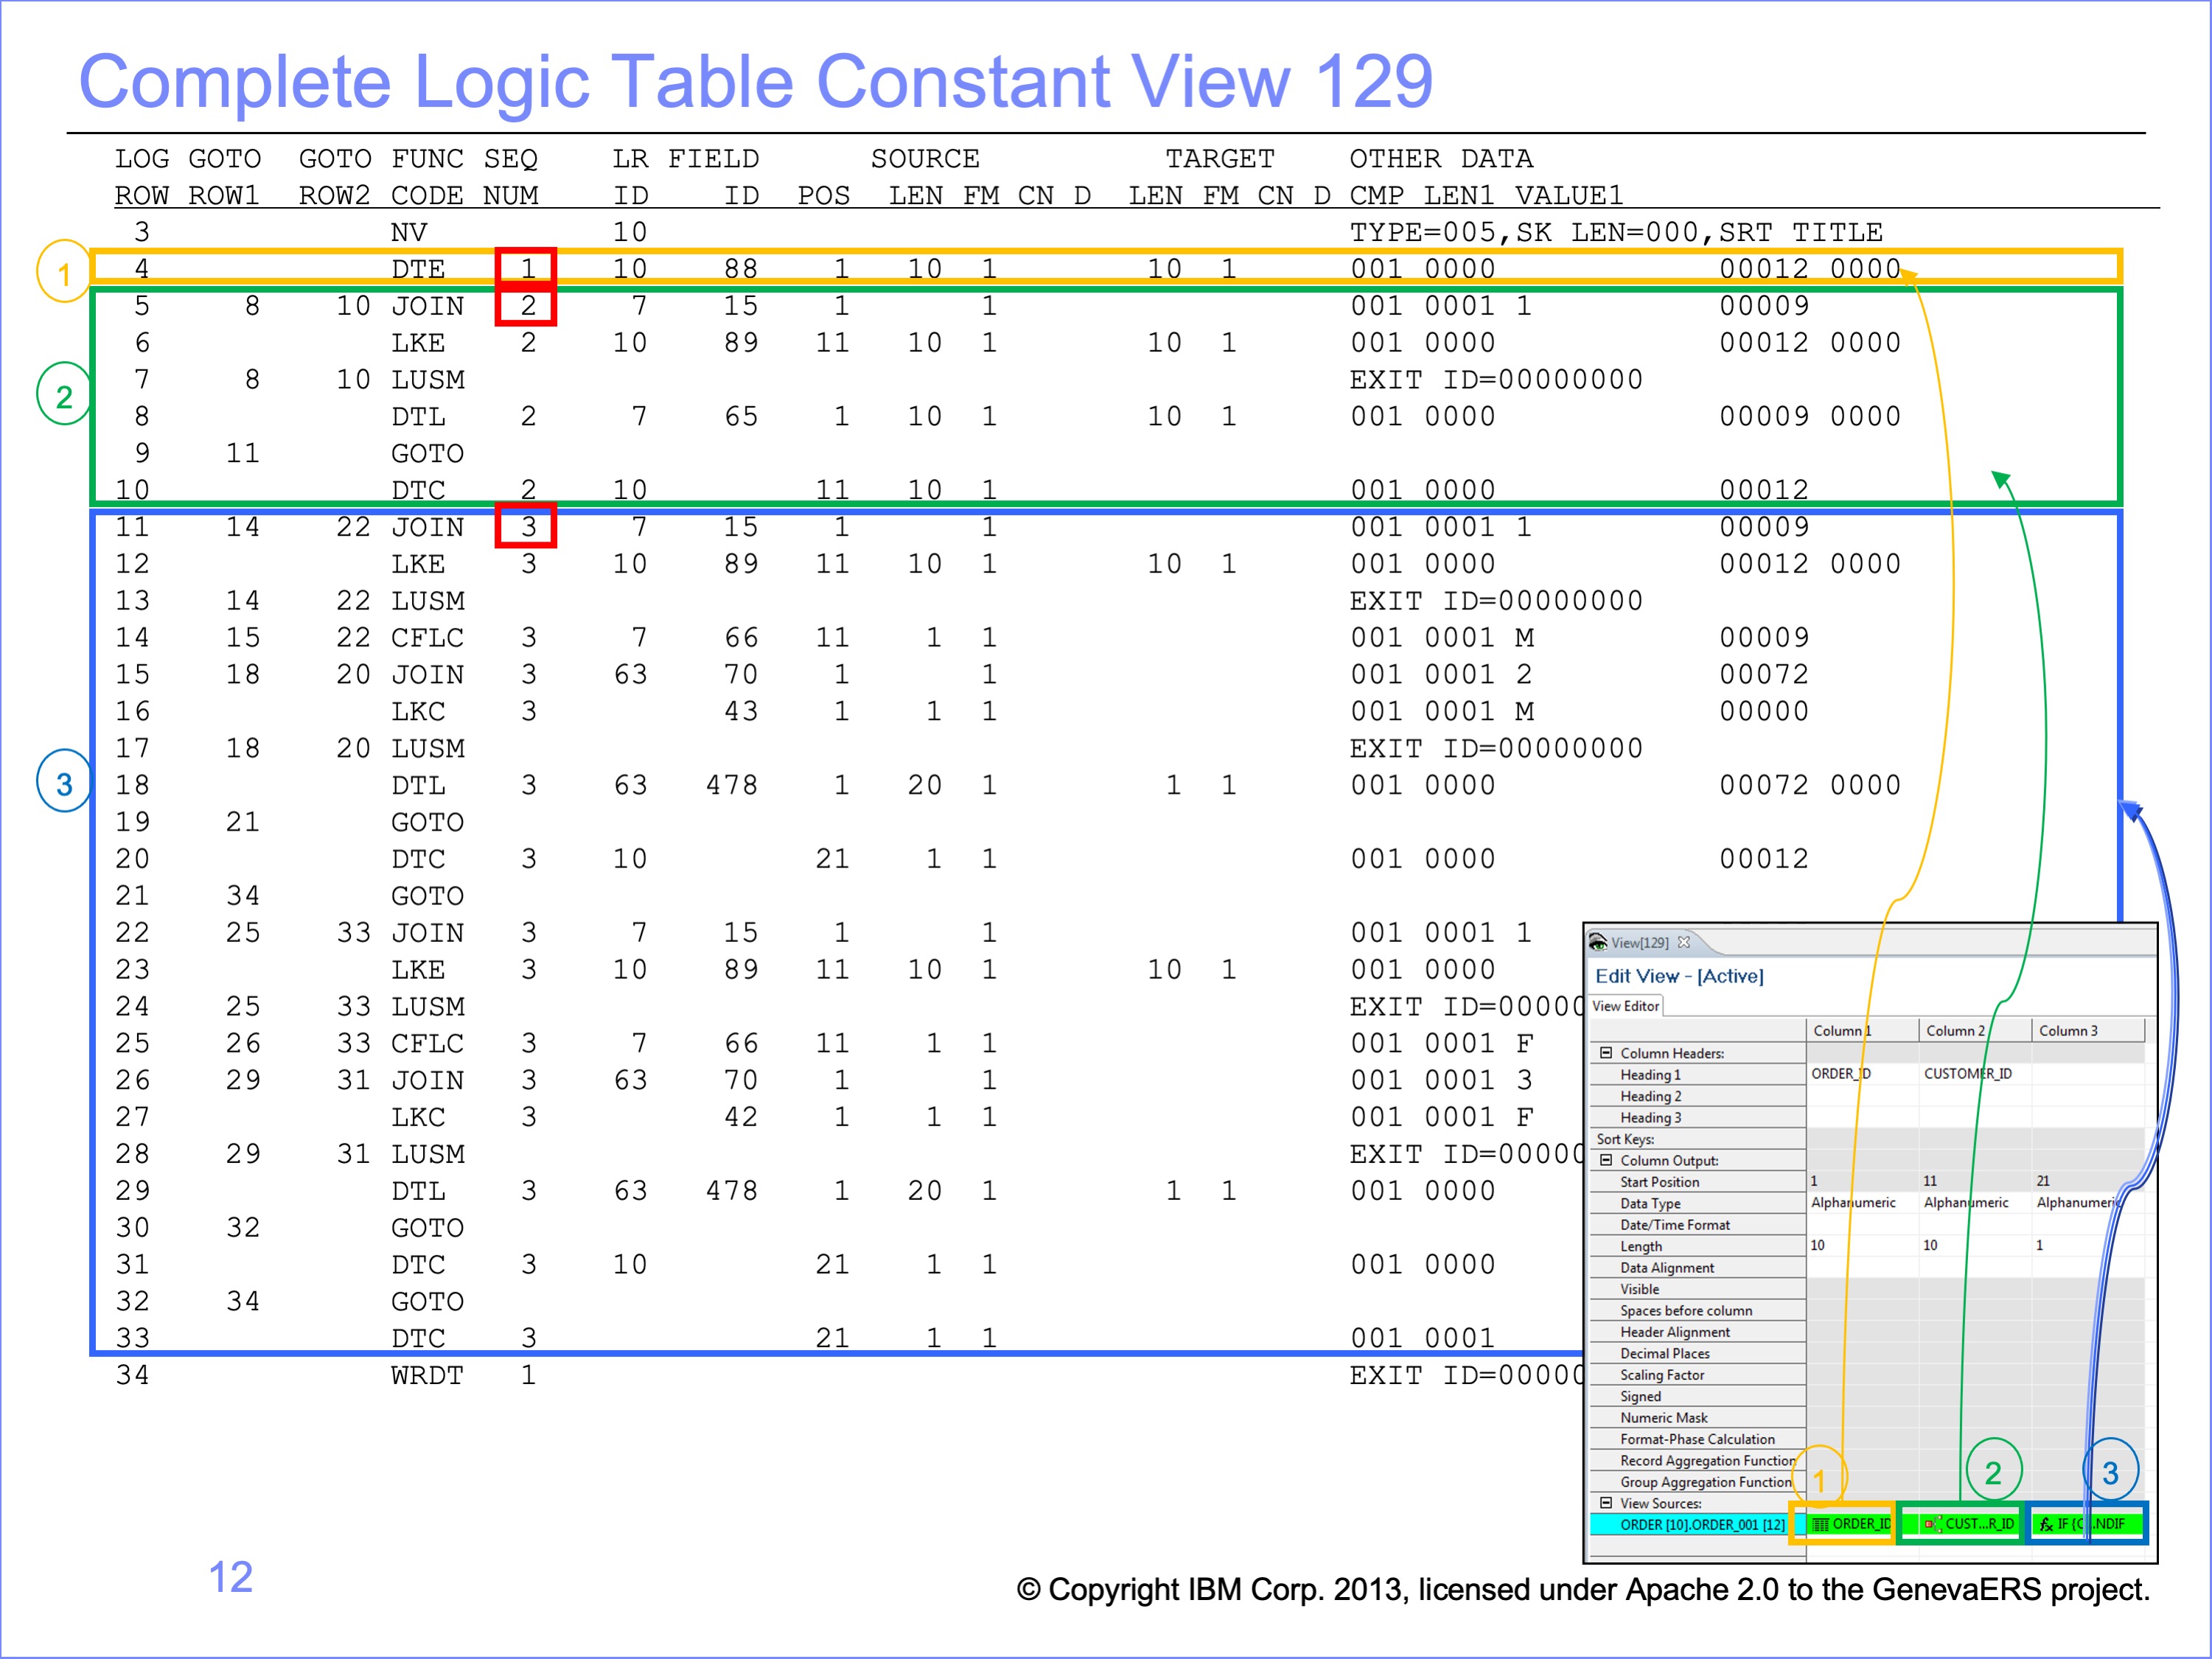 Complete Logic Table Constant View 129
LOG GOTO GOTO FUNC SEQ LR FIELD SOURCE TARGET OTHER DATA
ROW ROW1 ROW2 CODE NUM ID ID POS LEN FM CN D LEN FM CN D CMP LEN1 VALUE1
3 NV 10 TYPE=005,SK LEN=000,SRT TITLE
1
4 DTE 1 10 88 1 10 1 10 1 001 0000 00012 0000
5 8 10 JOIN 2 7 15 1 1 001 0001 1 00009
6 LKE 2 10 89 11 10 1 10 1 001 0000 00012 0000
7 8 10 LUSM EXIT ID=00000000
2
8 DTL 2 7 65 1 10 1 10 1 001 0000 00009 0000
9 11 GOTO
10 DTC 2 10 11 10 1 001 0000 00012
11 14 22 JOIN 3 7 15 1 1 001 0001 1 00009
12 LKE 3 10 89 11 10 1 10 1 001 0000 00012 0000
13 14 22 LUSM EXIT ID=00000000
14 15 22 CFLC 3 7 66 11 1 1 001 0001 M 00009
15 18 20 JOIN 3 63 70 1 1 001 0001 2 00072
16 LKC 3 43 1 1 1 001 0001 M 00000
17 18 20 LUSM EXIT ID=00000000
3
18 DTL 3 63 478 1 20 1 1 1 001 0000 00072 0000
19 21 GOTO
20 DTC 3 10 21 1 1 001 0000 00012
21 34 GOTO
22 25 33 JOIN 3 7 15 1 1 001 0001 1
23 LKE 3 10 89 11 10 1 10 1 001 0000
24 25 33 LUSM EXIT ID=00000
25 26 33 CFLC 3 7 66 11 1 1 001 0001 F
26 29 31 JOIN 3 63 70 1 1 001 0001 3
27 LKC 3 42 1 1 1 001 0001 F
28 29 31 LUSM EXIT ID=00000
29 DTL 3 63 478 1 20 1 1 1 001 0000
30 32 GOTO
31 DTC 3 10 21 1 1 001 0000
32 34 GOTO
33 DTC 3 21 1 1 001 0001
34 WRDT 1 EXIT ID=00000
View[129]
Edit View - [Active]
View Editor
Column 1 Column 2 Column 3
Column Headers:
Heading 1 ORDER_ID CUSTOMER_ID
Heading 2
Heading 3
Sort Keys:
Column Output:
Start Position 1 11 21
Data Type Alphanumeric Alphanumeric Alphanumeric
Date/Time Format
Length 10 10 1
Data Alignment
Visible
Spaces before column
Header Alignment
Decimal Places
Scaling Factor
Signed
Numeric Mask
Format-Phase Calculation
Record Aggregation Function
Group Aggregation Function
1 2 3
View Sources:
ORDER [10].ORDER_001 [12] ORDER_ID CUST...R_ID fx IF {C...NDIF
12
© Copyright IBM Corp. 2013, licensed under Apache 2.0 to the GenevaERS project.